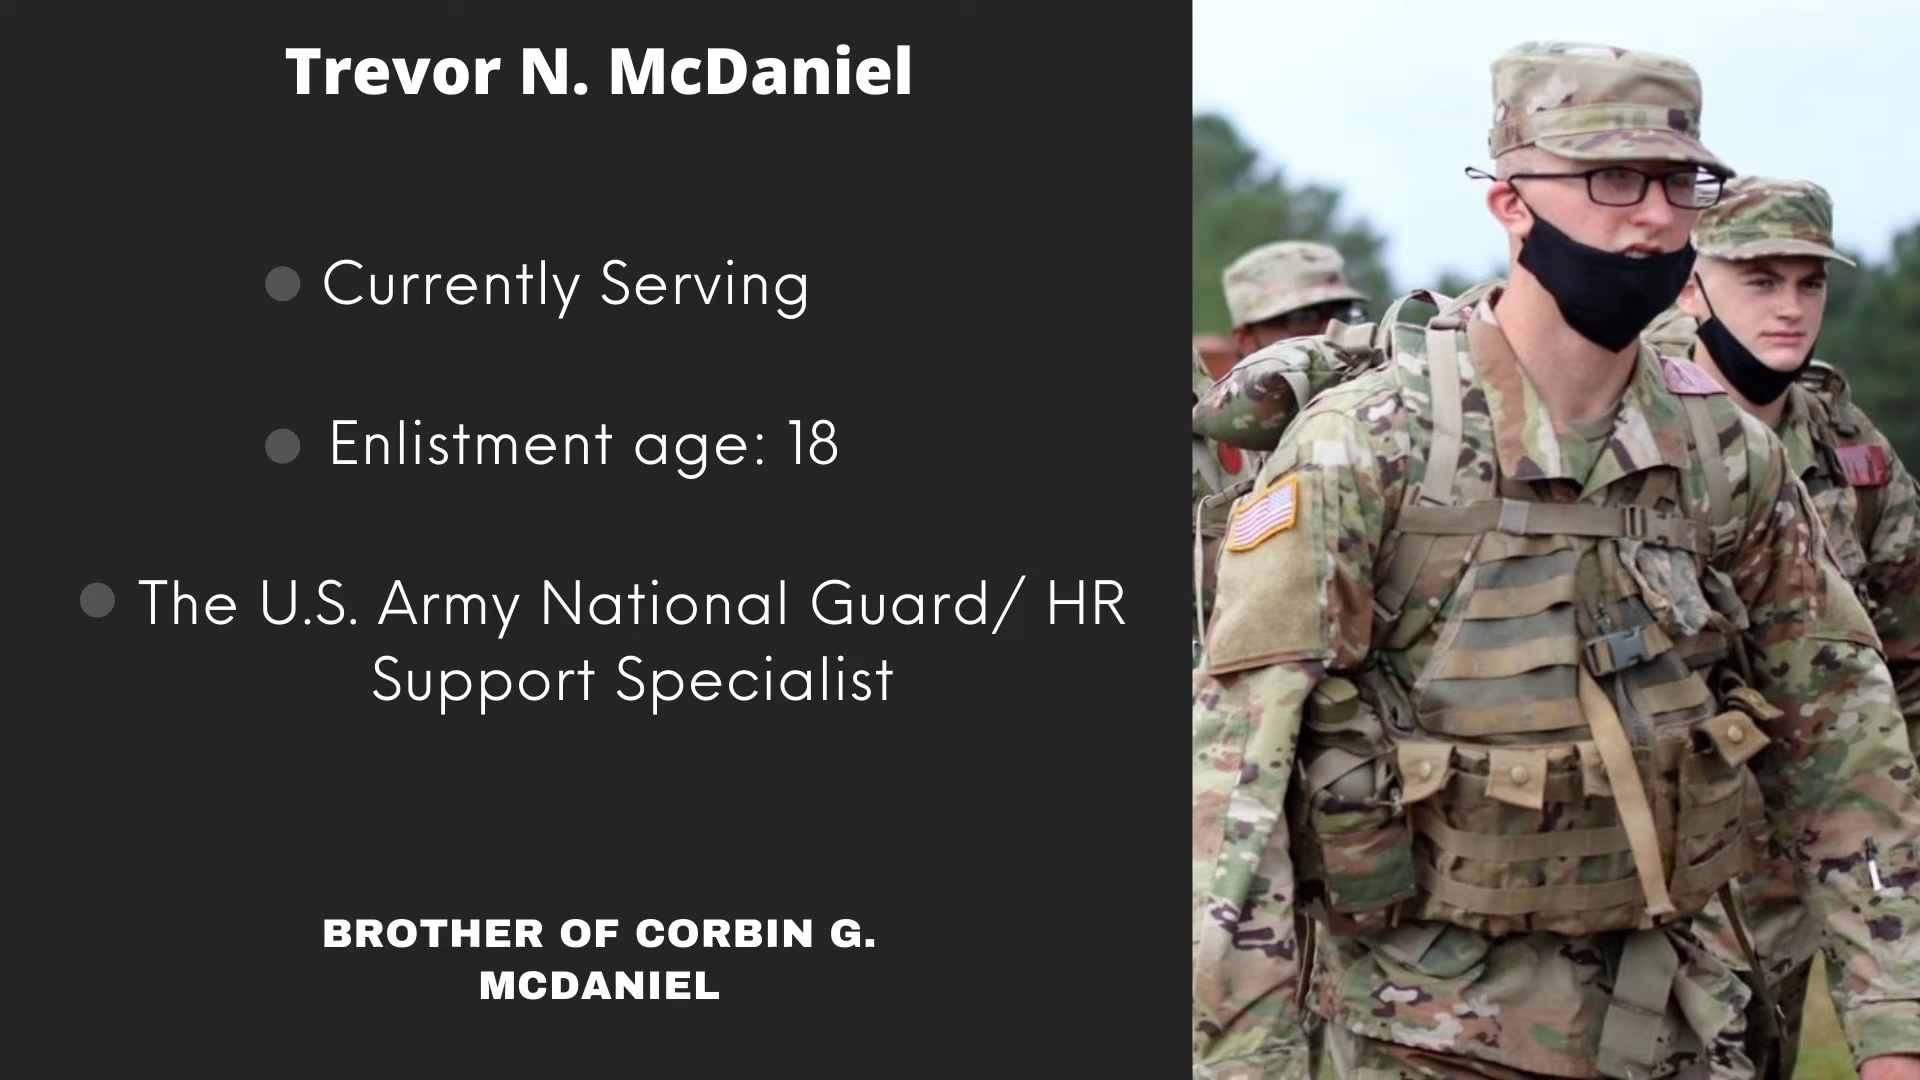 Trevor N. McDaniel
Currently Serving
Enlistment age: 18
The U.S. Army National Guard/ HR
Support Specialist
BROTHER OF CORBIN G.
MCDANIEL